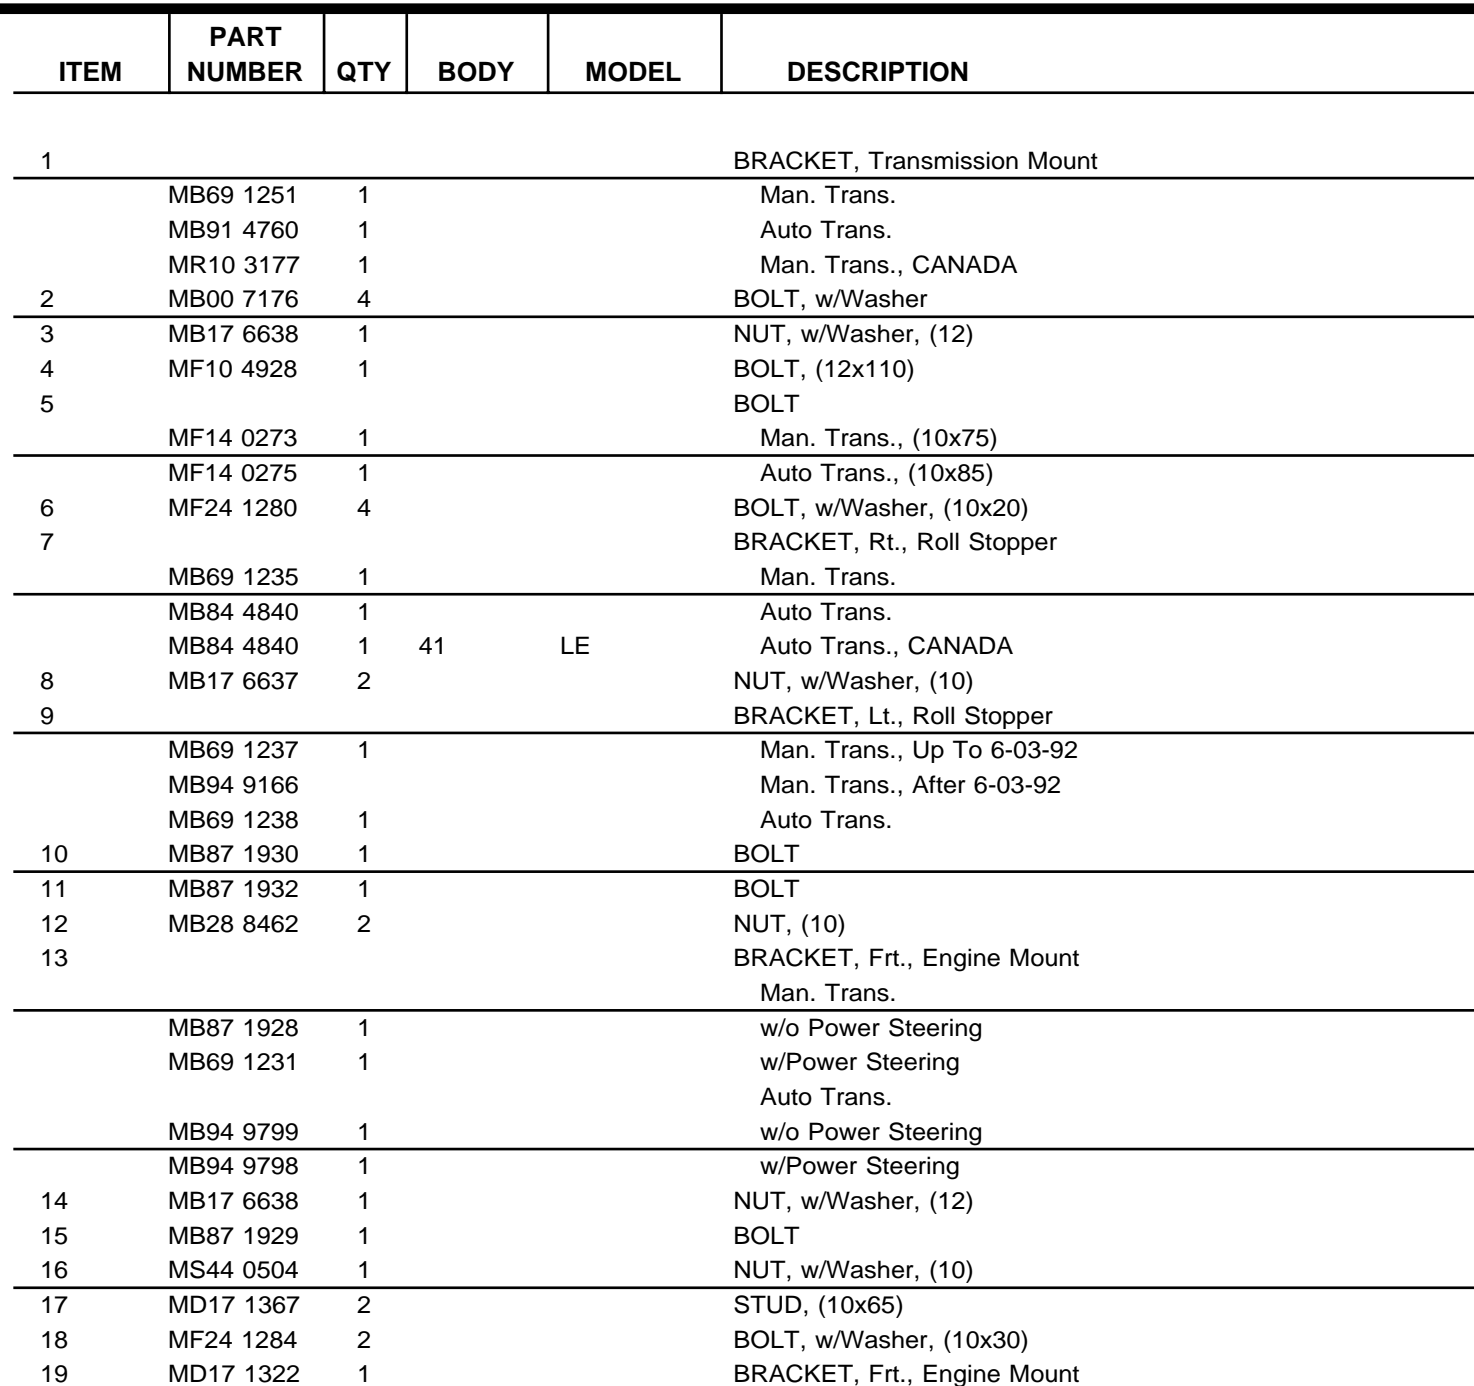 ITEM PART NUMBER QTY BODY MODEL DESCRIPTION
1 BRACKET, Transmission Mount
MB69 1251 1 Man. Trans.
MB91 4760 1 Auto Trans.
MR10 3177 1 Man. Trans., CANADA
2 MB00 7176 4 BOLT, w/Washer
3 MB17 6638 1 NUT, w/Washer, (12)
4 MF10 4928 1 BOLT, (12x110)
5 BOLT
MF14 0273 1 Man. Trans., (10x75)
MF14 0275 1 Auto Trans., (10x85)
6 MF24 1280 4 BOLT, w/Washer, (10x20)
7 BRACKET, Rt., Roll Stopper
MB69 1235 1 Man. Trans.
MB84 4840 1 Auto Trans.
MB84 4840 1 41 LE Auto Trans., CANADA
8 MB17 6637 2 NUT, w/Washer, (10)
9 BRACKET, Lt., Roll Stopper
MB69 1237 1 Man. Trans., Up To 6-03-92
MB94 9166 Man. Trans., After 6-03-92
MB69 1238 1 Auto Trans.
10 MB87 1930 1 BOLT
11 MB87 1932 1 BOLT
12 MB28 8462 2 NUT, (10)
13 BRACKET, Frt., Engine Mount
Man. Trans.
MB87 1928 1 w/o Power Steering
MB69 1231 1 w/Power Steering
Auto Trans.
MB94 9799 1 w/o Power Steering
MB94 9798 1 w/Power Steering
14 MB17 6638 1 NUT, w/Washer, (12)
15 MB87 1929 1 BOLT
16 MS44 0504 1 NUT, w/Washer, (10)
17 MD17 1367 2 STUD, (10x65)
18 MF24 1284 2 BOLT, w/Washer, (10x30)
19 MD17 1322 1 BRACKET, Frt., Engine Mount